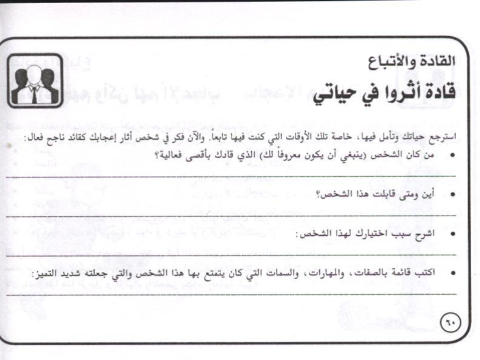 القادة والأتباع
قادة أثروا في حياتي
استرجع حياتك وتأمل فيها، خاصة تلك الأوقات التي كنت فيها تابعاً. والآن فكر في شخص أثار إعجابك كقائد ناجح فعال:
• من كان الشخص (ينبغي أن يكون معروفاً لك) الذي قادك بأقصى فعالية؟
• أين ومتى قابلت هذا الشخص؟
• اشرح سبب اختيارك لهذا الشخص:
• اكتب قائمة بالصفات، والمهارات، والسمات التي كان يتمتع بها هذا الشخص والتي جعلته شديد التميز:
٦٠